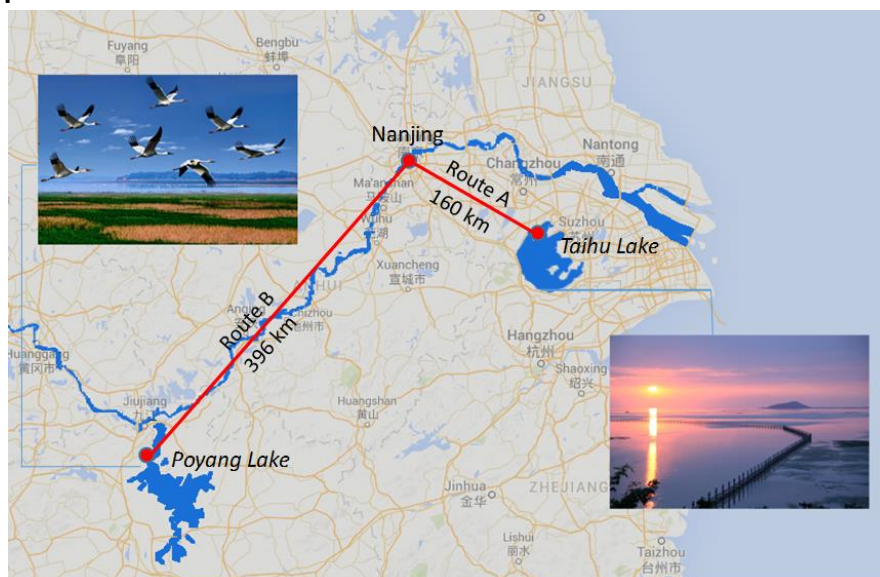 Fuyang
阜阳
Bengbu
蚌埠
JIANGSU
Nanjing
Nantong
南通
Changzhou
常州
Route A
160 km
Ma'anshan
马鞍山
Wuhu
芜湖
Suzhou
Taihu Lake
Xuancheng
宣城市
ANHUI
Anqing
Chizhou
池州市
Route B
396 km
Hangzhou
杭州
Huanggang
黄冈市
Shaoxing
绍兴
Jiujiang
九江
Huangshan
黄山
Poyang Lake
Jinhua
金华
ZHEJIANG
Lishui
丽水
Taizhou
台州市